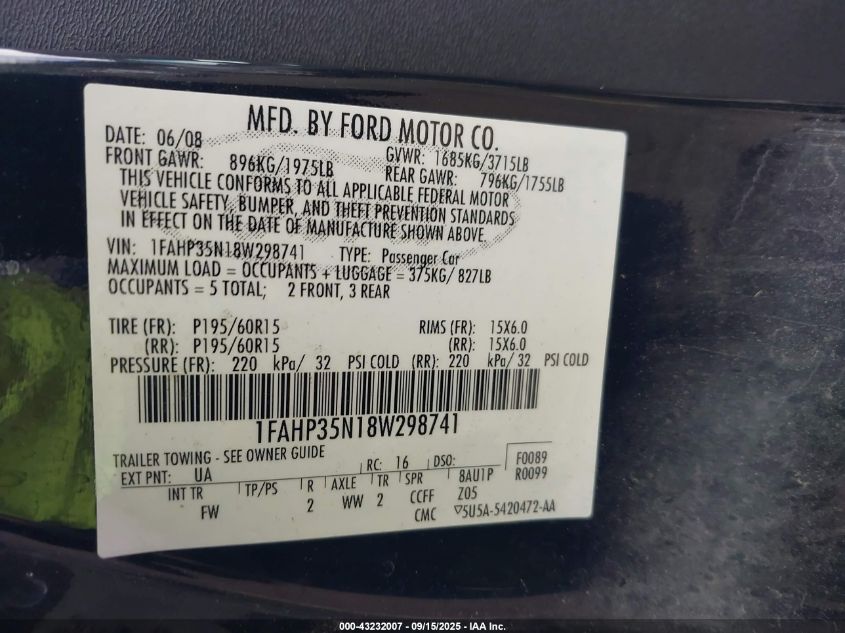 MFD. BY FORD MOTOR CO.
DATE: 06/08 GVWR: 1685KG/3715LB
FRONT GAWR: 896KG/1975LB REAR GAWR: 796KG/1755LB
THIS VEHICLE CONFORMS TO ALL APPLICABLE FEDERAL MOTOR
VEHICLE SAFETY, BUMPER, AND THEFT PREVENTION STANDARDS
IN EFFECT ON THE DATE OF MANUFACTURE SHOWN ABOVE.
VIN: 1FAHP35N18W298741 TYPE: Passenger Car
MAXIMUM LOAD = OCCUPANTS + LUGGAGE = 375KG/ 827LB
OCCUPANTS = 5 TOTAL; 2 FRONT, 3 REAR
TIRE (FR): P195/60R15 RIMS (FR): 15X6.0
(RR): P195/60R15 (RR): 15X6.0
PRESSURE (FR): 220 kPa/ 32 PSI COLD (RR): 220 kPa/ 32 PSI COLD
1FAHP35N18W298741
TRAILER TOWING - SEE OWNER GUIDE
EXT PNT: UA RC: 16 DSO: F0089
R0099
INT TR TP/PS R AXLE TR SPR 8AU1P
FW 2 WW 2 CCFF Z05
CMC ▽5U5A-5420472-AA
000-43232007 - 09/15/2025 - IAA Inc.